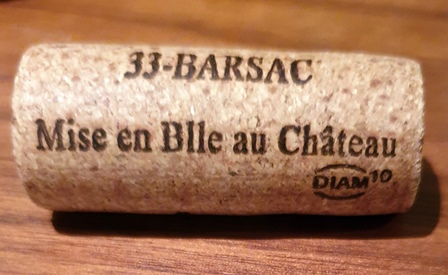 33-BARSAC
Mise en Blle au Château
DIAM10